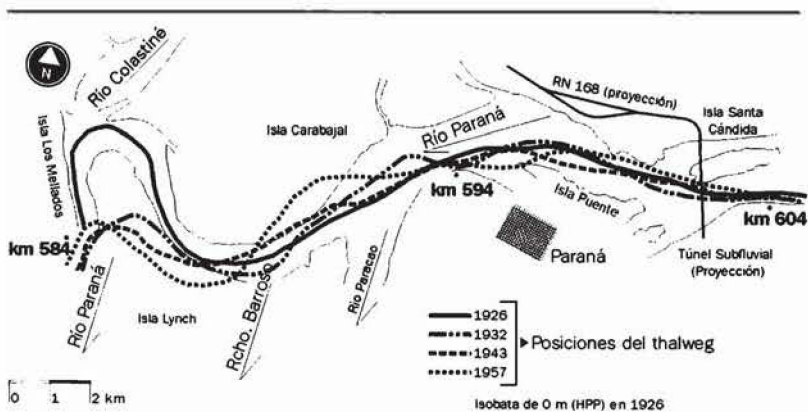 N
Río Colastiné
Isla Los Mellados
Isla Carabajal
RN 168 (proyección)
Isla Santa
Cándida
Río Paraná
km 594
Isla Puente
km 604
km 584
Río Paraná
Isla Lynch
Rcho. Barroso
Río Paracao
Paraná
Túnel Subfluvial
(Proyección)
1926
1932
1943
1957
Posiciones del thalweg
0 1 2 km
Isobata de 0 m (HPP) en 1926